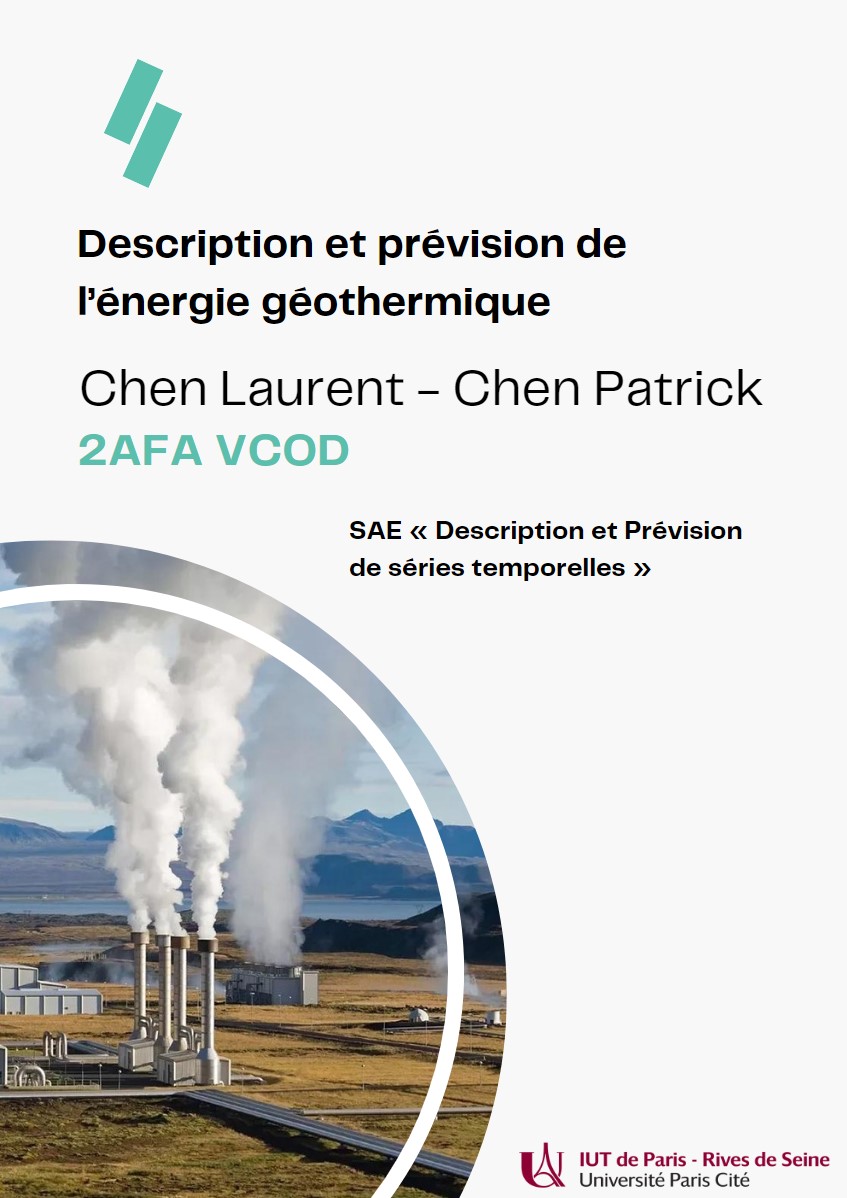 Description et prévision de
l’énergie géothermique
Chen Laurent – Chen Patrick
2AFA VCOD
SAE « Description et Prévision
de séries temporelles »
IUT de Paris - Rives de Seine
Université Paris Cité